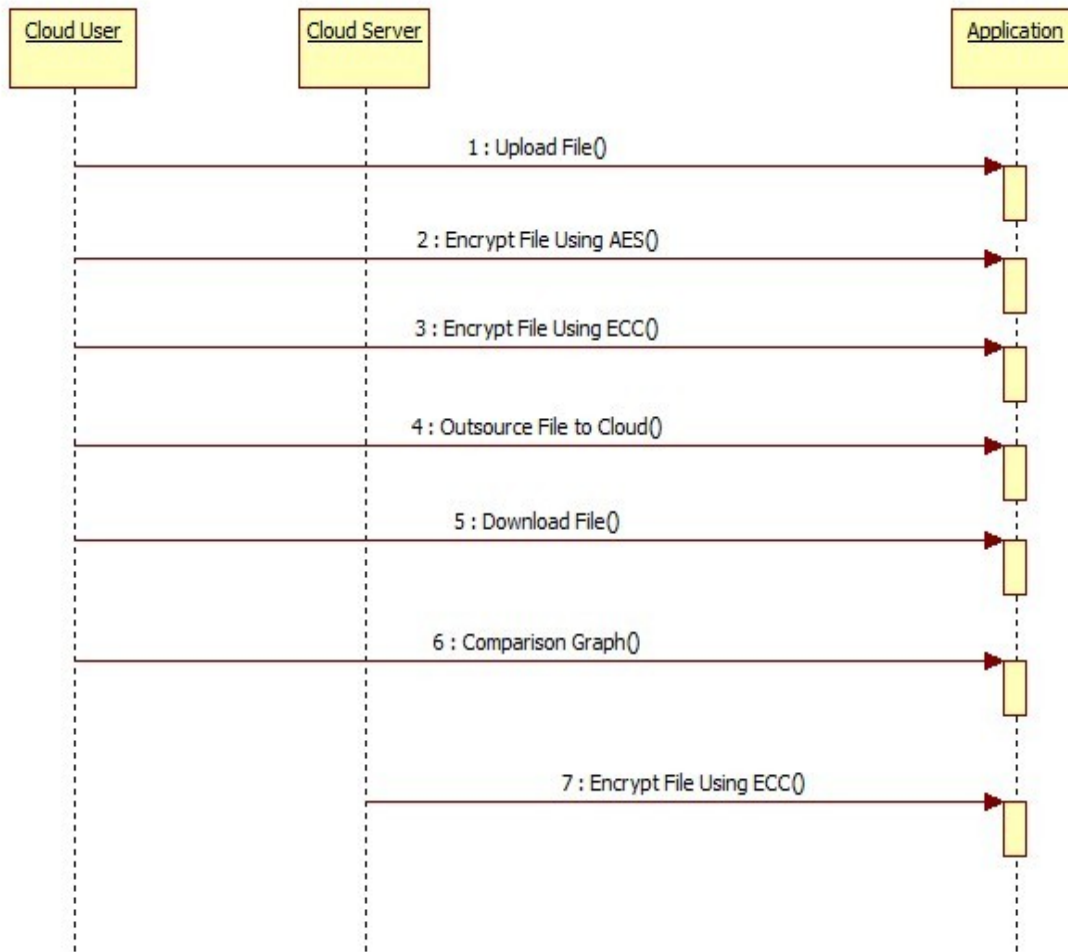 Cloud User
Cloud Server
Application
1 : Upload File()
2 : Encrypt File Using AES()
3 : Encrypt File Using ECC()
4 : Outsource File to Cloud()
5 : Download File()
6 : Comparison Graph()
7 : Encrypt File Using ECC()